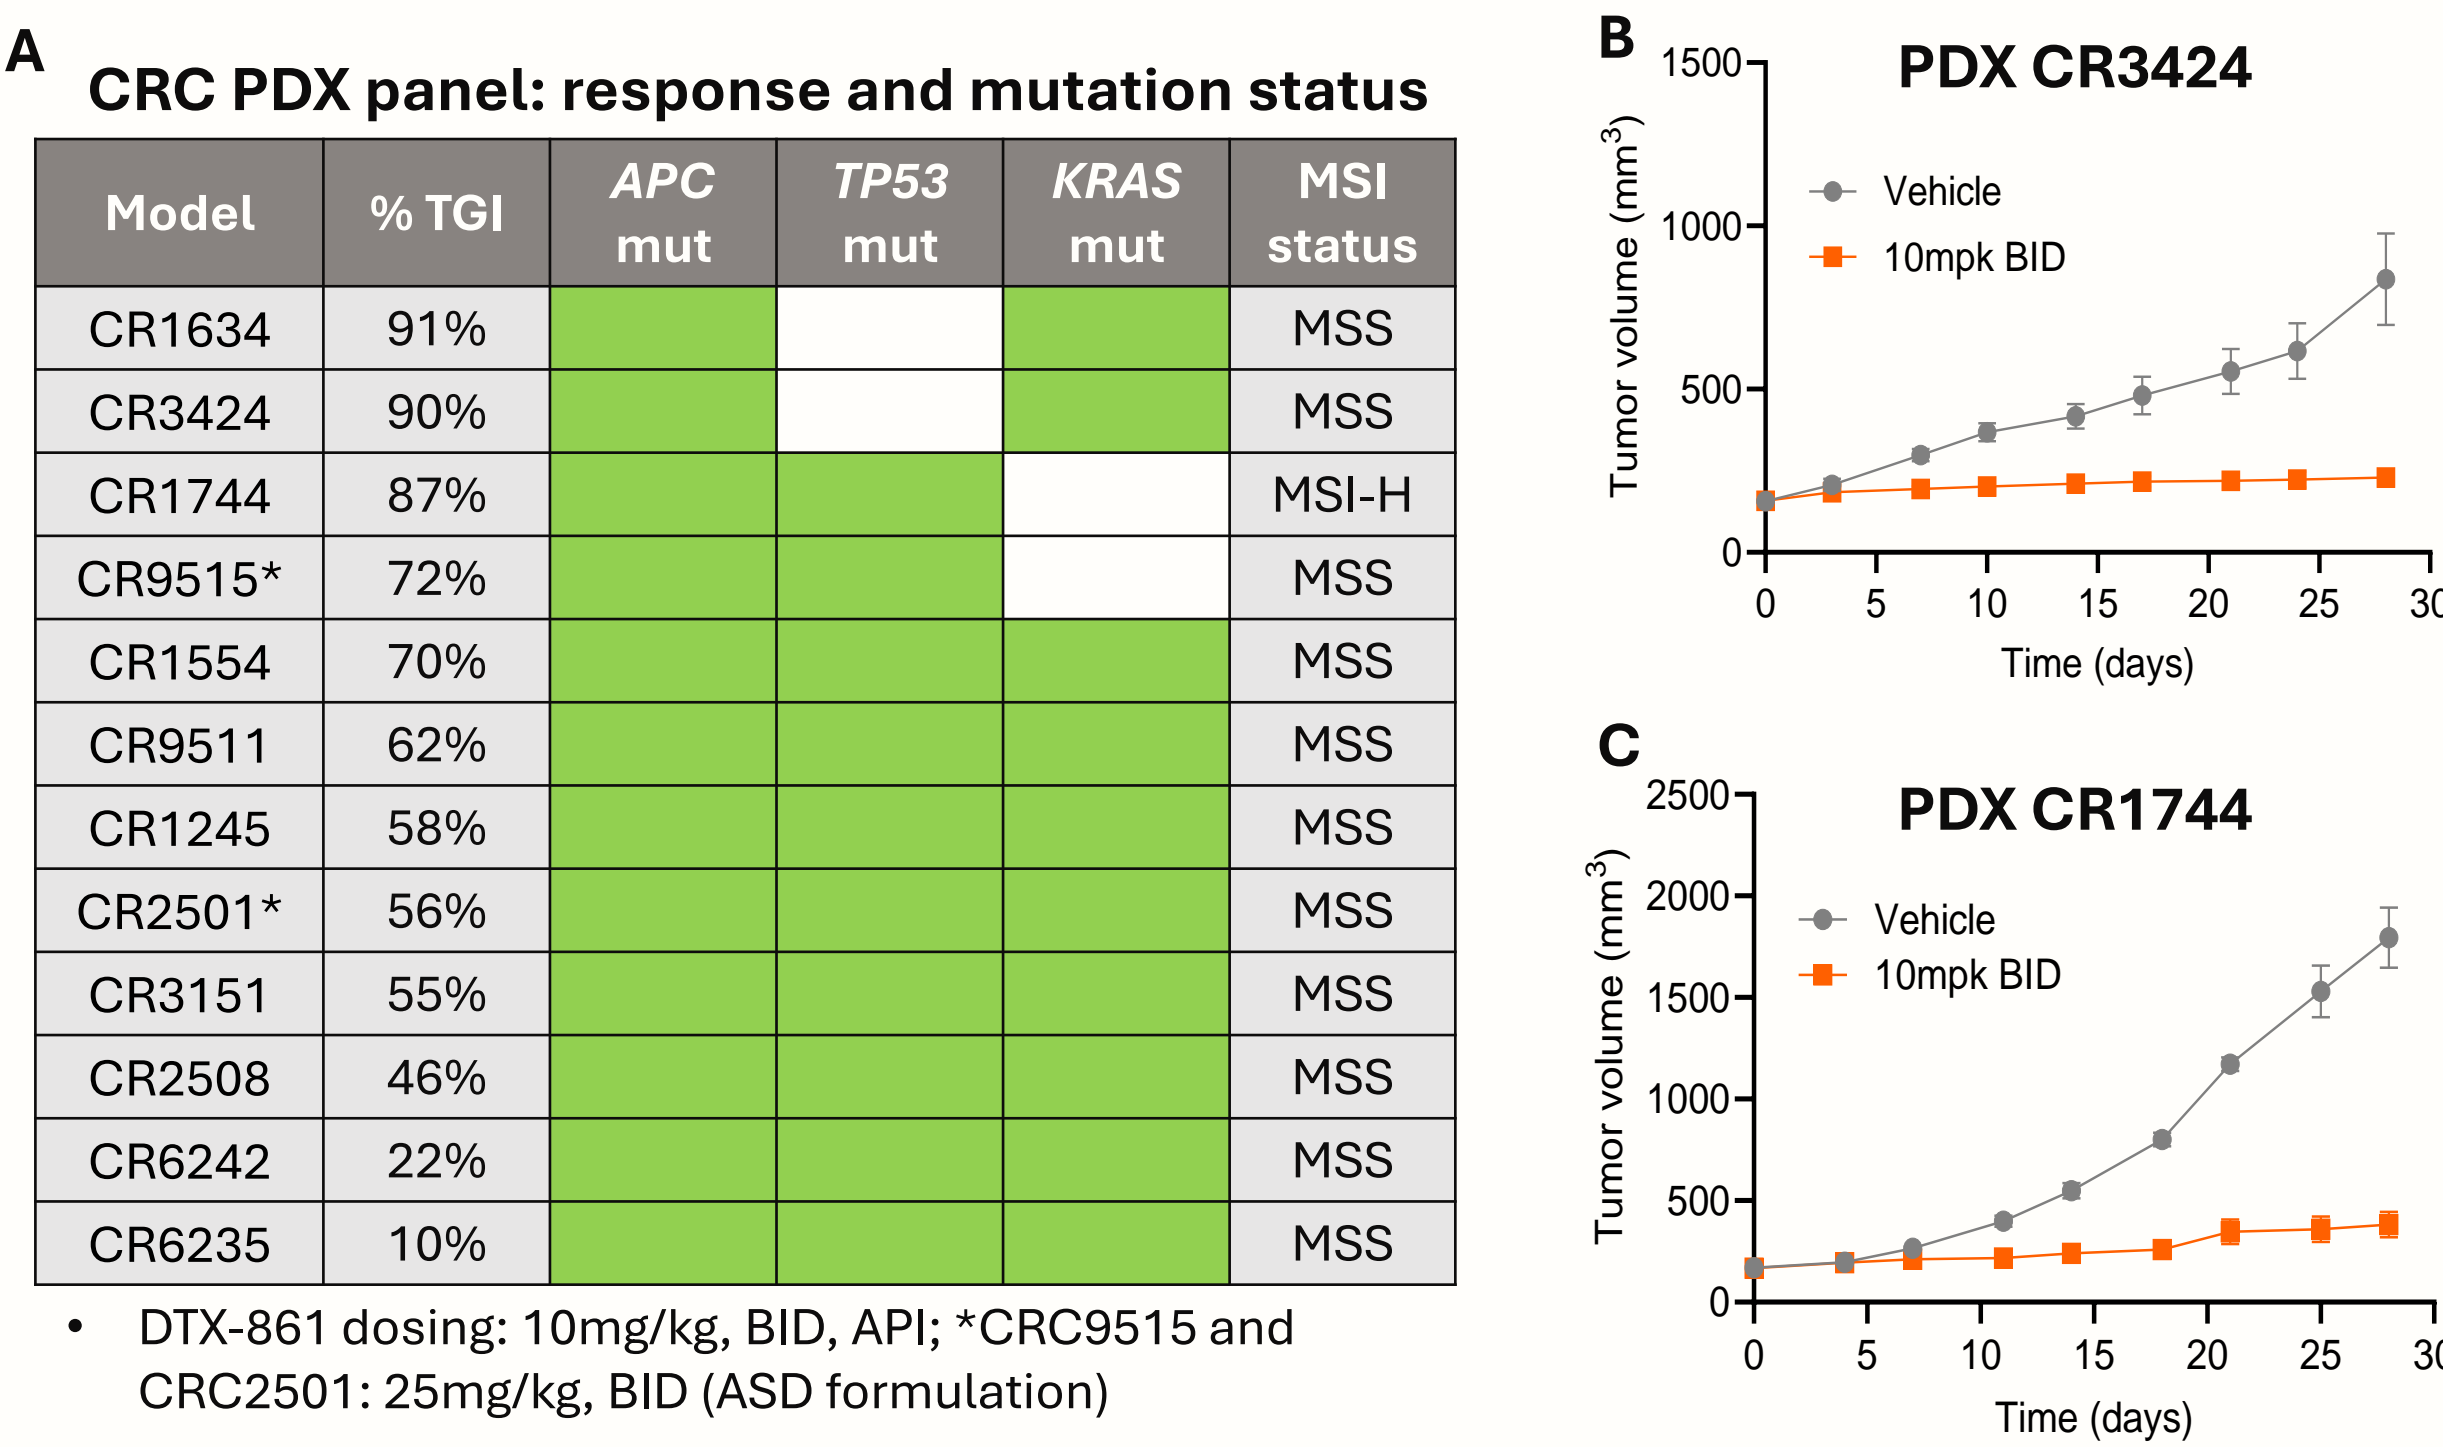 A
CRC PDX panel: response and mutation status
Model % TGI APC mut TP53 mut KRAS mut MSI status
CR1634 91% MSS
CR3424 90% MSS
CR1744 87% MSI-H
CR9515* 72% MSS
CR1554 70% MSS
CR9511 62% MSS
CR1245 58% MSS
CR2501* 56% MSS
CR3151 55% MSS
CR2508 46% MSS
CR6242 22% MSS
CR6235 10% MSS
• DTX-861 dosing: 10mg/kg, BID, API; *CRC9515 and
CRC2501: 25mg/kg, BID (ASD formulation)
B
PDX CR3424
Tumor volume (mm³)
1500
1000
500
0
Vehicle
10mpk BID
0 5 10 15 20 25 30
Time (days)
C
PDX CR1744
Tumor volume (mm³)
2500
2000
1500
1000
500
0
Vehicle
10mpk BID
0 5 10 15 20 25 30
Time (days)